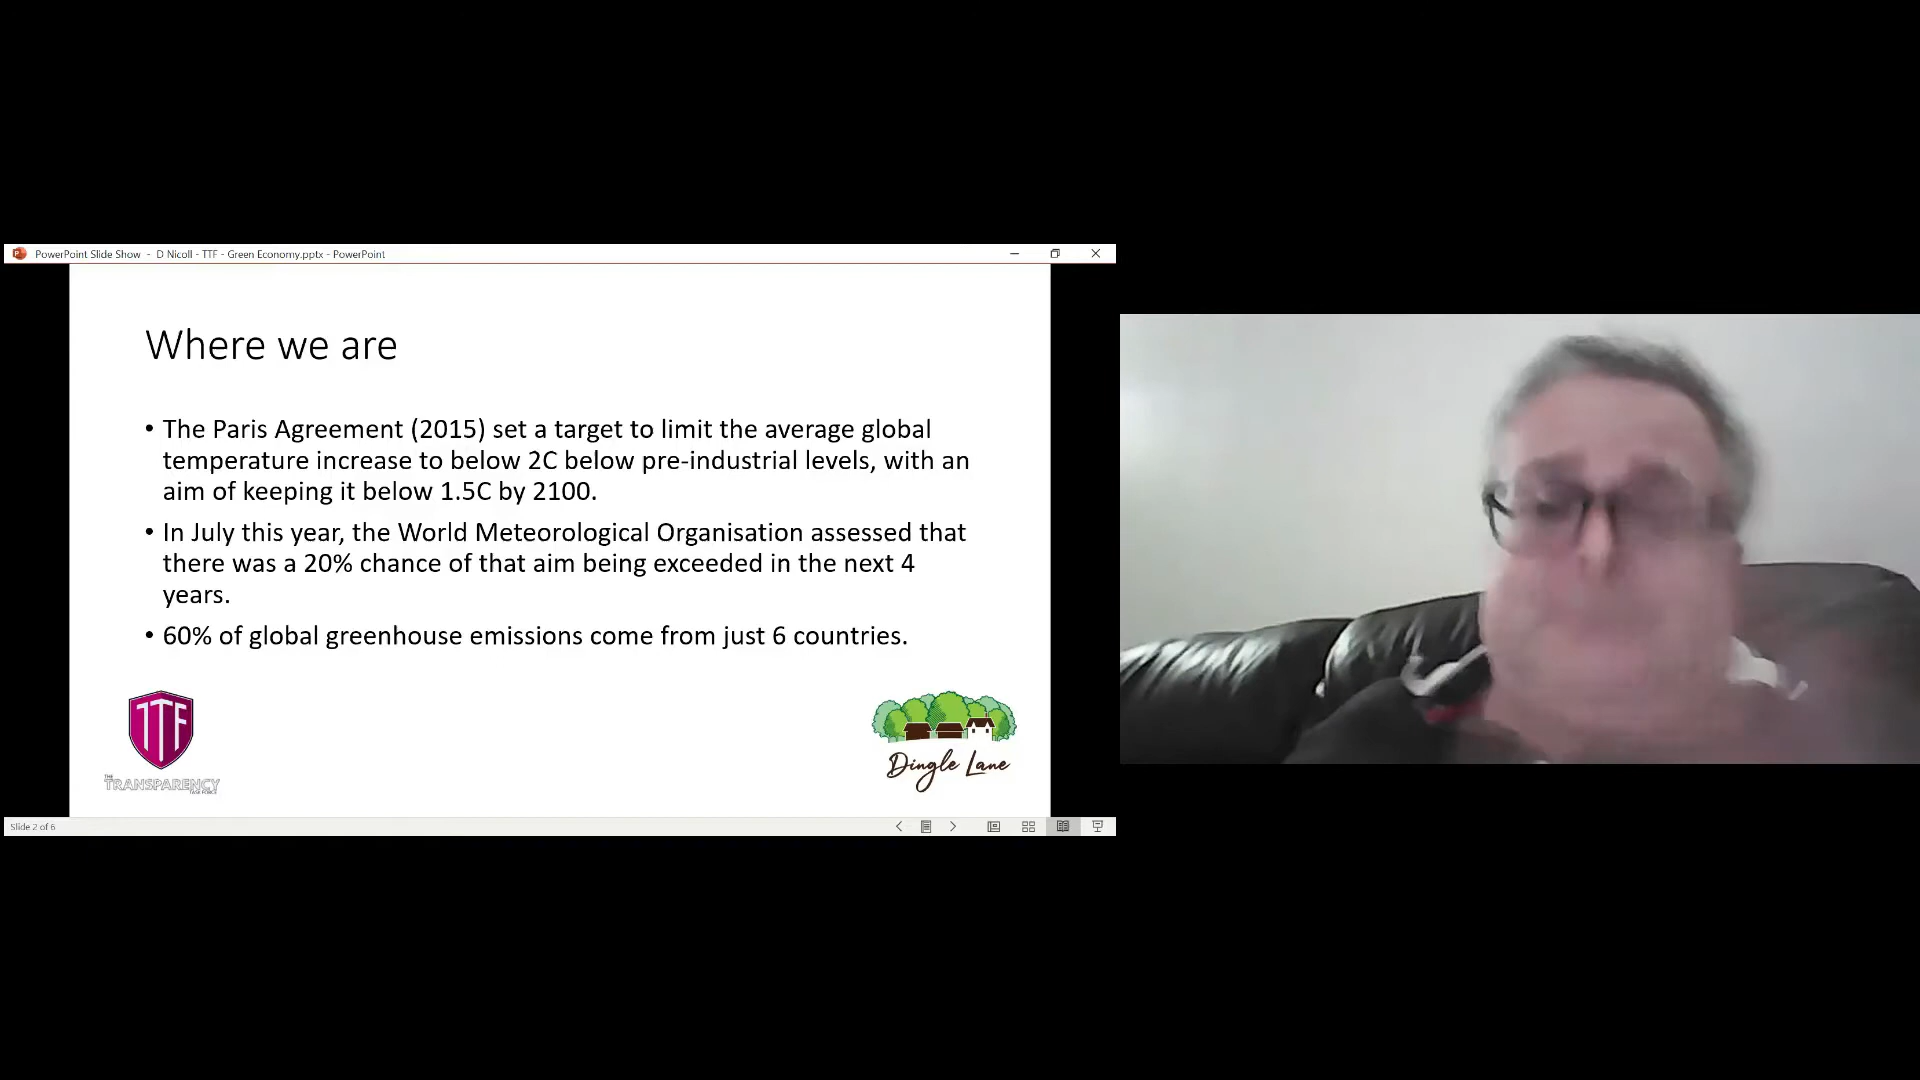 PowerPoint Slide Show - D Nicoll - TTF - Green Economy.pptx - PowerPoint
Where we are
• The Paris Agreement (2015) set a target to limit the average global
temperature increase to below 2C below pre-industrial levels, with an
aim of keeping it below 1.5C by 2100.
• In July this year, the World Meteorological Organisation assessed that
there was a 20% chance of that aim being exceeded in the next 4
years.
• 60% of global greenhouse emissions come from just 6 countries.
TTF
THE
TRANSPARENCY
TASK FORCE
Dingle Lane
Slide 2 of 6